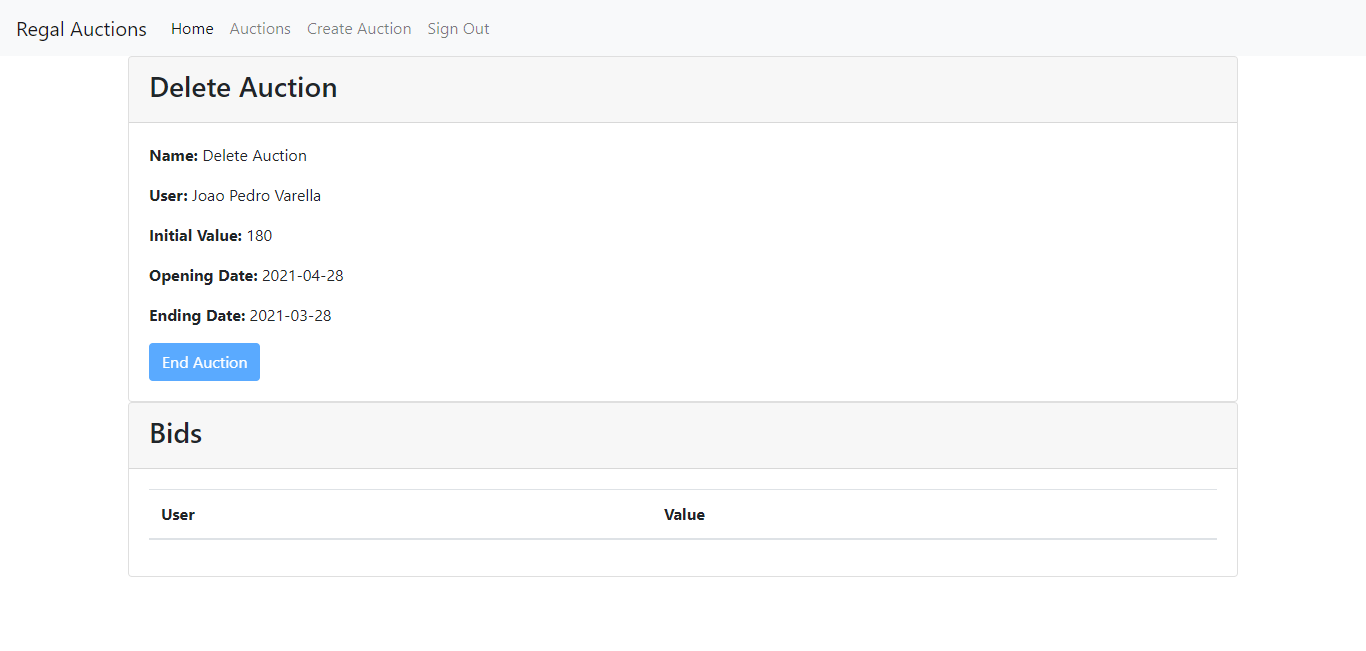 Regal Auctions Home Auctions Create Auction Sign Out
Delete Auction
Name: Delete Auction
User: Joao Pedro Varella
Initial Value: 180
Opening Date: 2021-04-28
Ending Date: 2021-03-28
End Auction
Bids
User Value